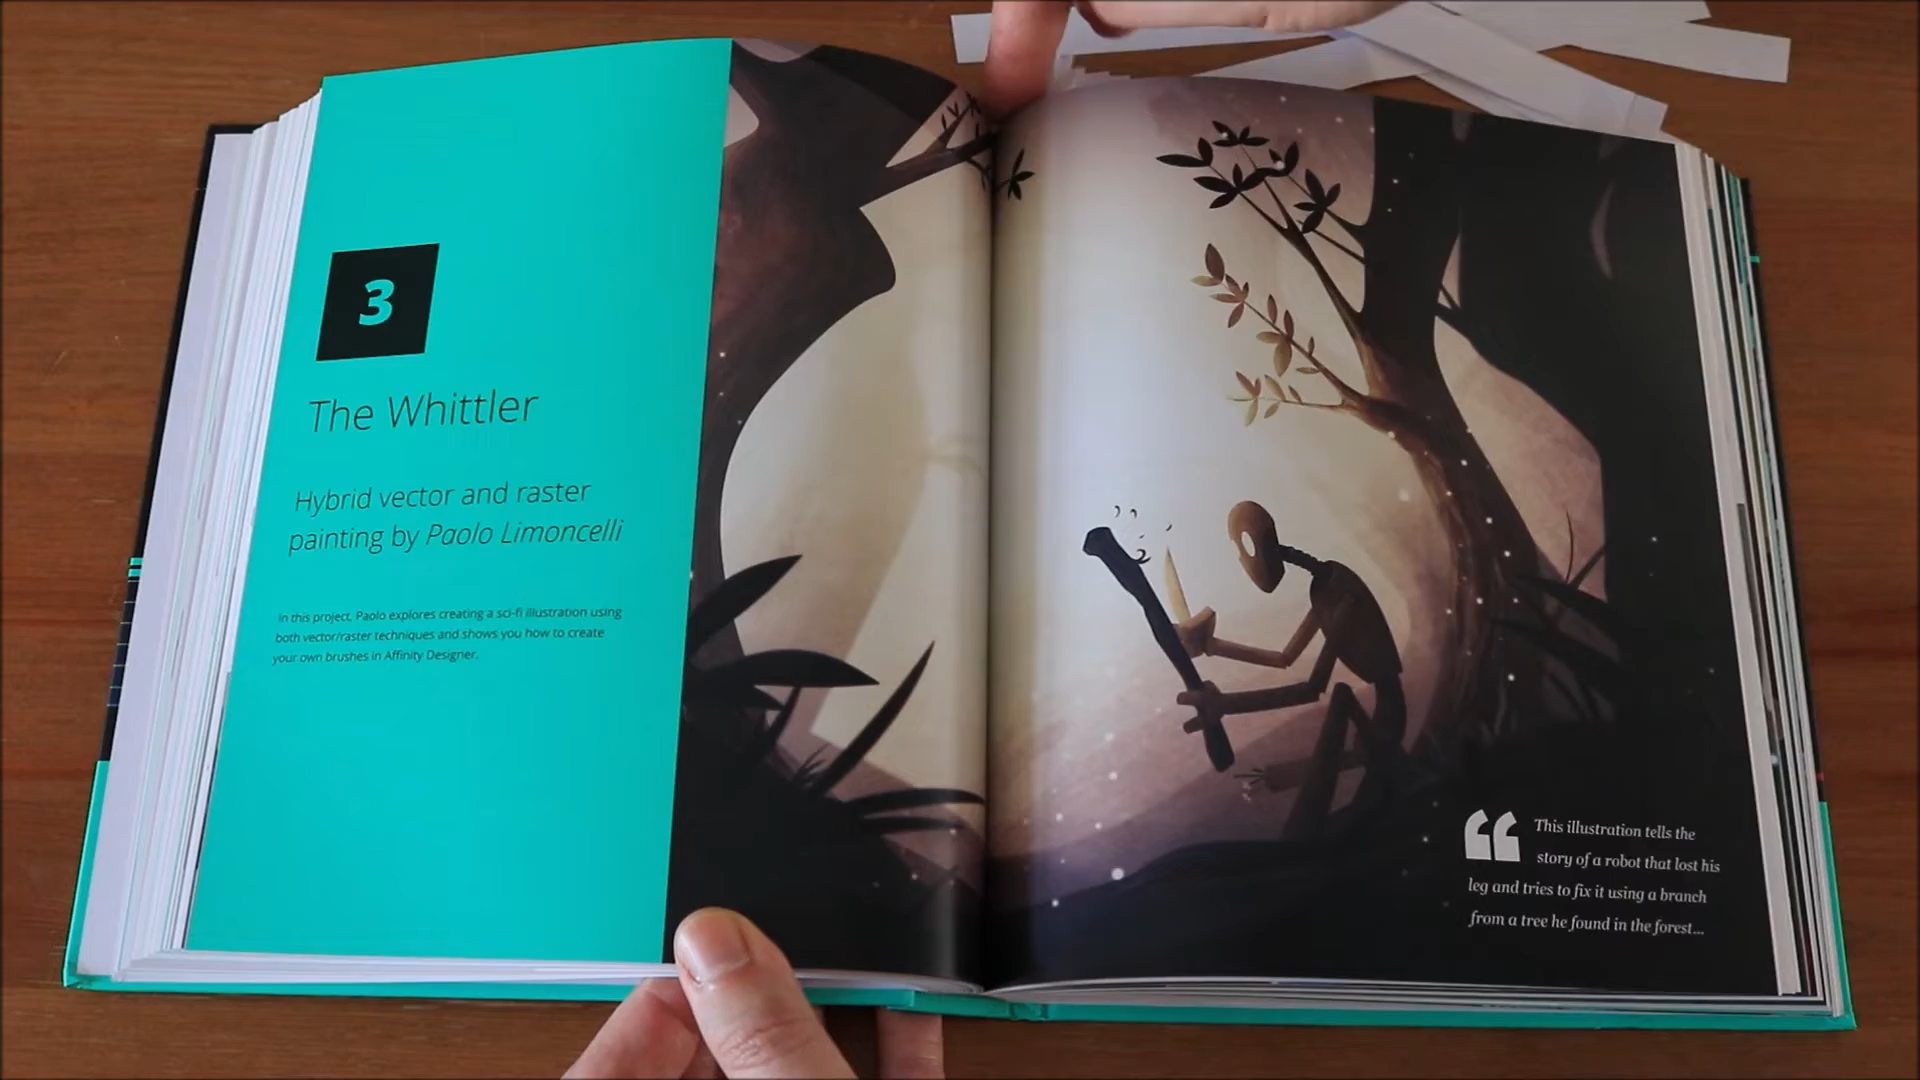 3
The Whittler
Hybrid vector and raster
painting by Paolo Limoncelli
In this project, Paolo explores creating a sci-fi illustration using
both vector/raster techniques and shows you how to create
your own brushes in Affinity Designer.
“ This illustration tells the
story of a robot that lost his
leg and tries to fix it using a branch
from a tree he found in the forest...